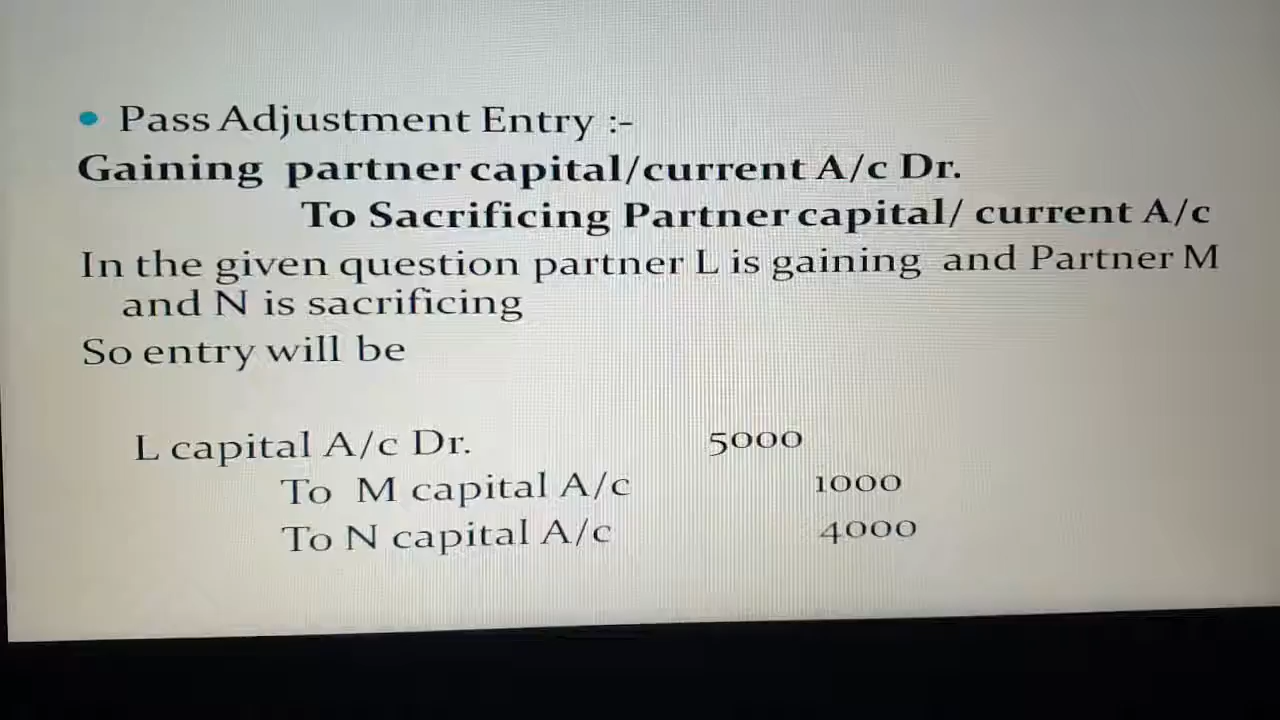 • Pass Adjustment Entry :-
Gaining partner capital/current A/c Dr.
To Sacrificing Partner capital/ current A/c
In the given question partner L is gaining and Partner M
and N is sacrificing
So entry will be
L capital A/c Dr. 5000
To M capital A/c 1000
To N capital A/c 4000